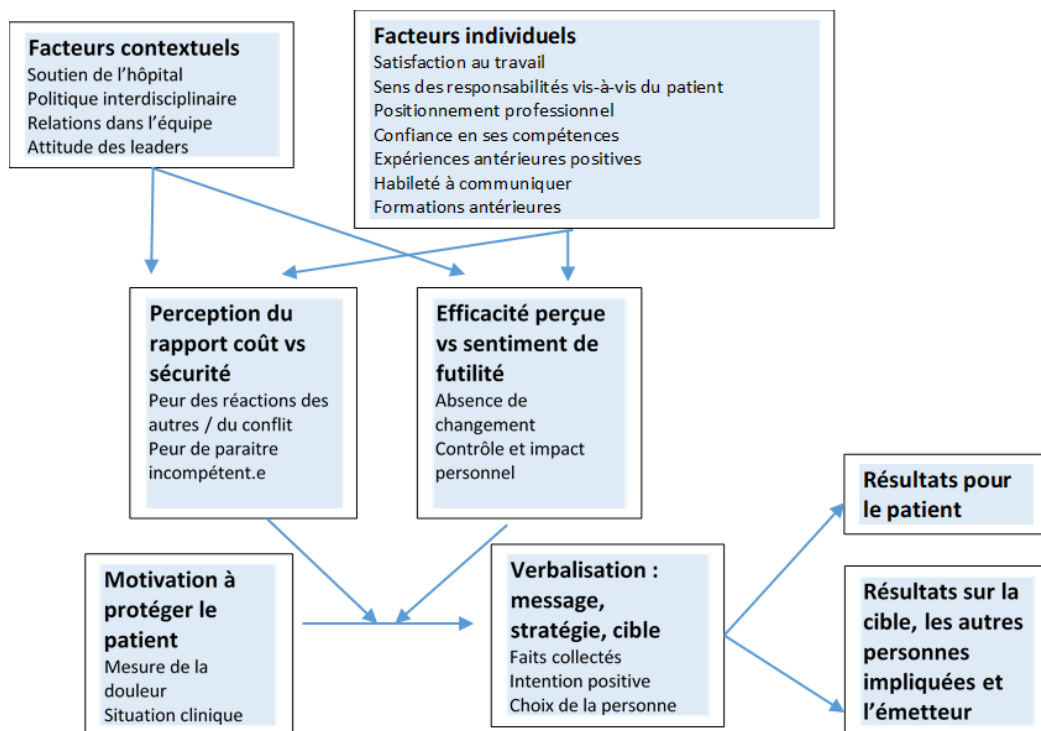 Facteurs contextuels
Soutien de l’hôpital
Politique interdisciplinaire
Relations dans l’équipe
Attitude des leaders
Facteurs individuels
Satisfaction au travail
Sens des responsabilités vis-à-vis du patient
Positionnement professionnel
Confiance en ses compétences
Expériences antérieures positives
Habileté à communiquer
Formations antérieures
Perception du
rapport coût vs
sécurité
Peur des réactions des
autres / du conflit
Peur de paraitre
incompétent.e
Efficacité perçue
vs sentiment de
futilité
Absence de
changement
Contrôle et impact
personnel
Motivation à
protéger le
patient
Mesure de la
douleur
Situation clinique
Verbalisation :
message,
stratégie, cible
Faits collectés
Intention positive
Choix de la personne
Résultats pour
le patient
Résultats sur la
cible, les autres
personnes
impliquées et
l’émetteur